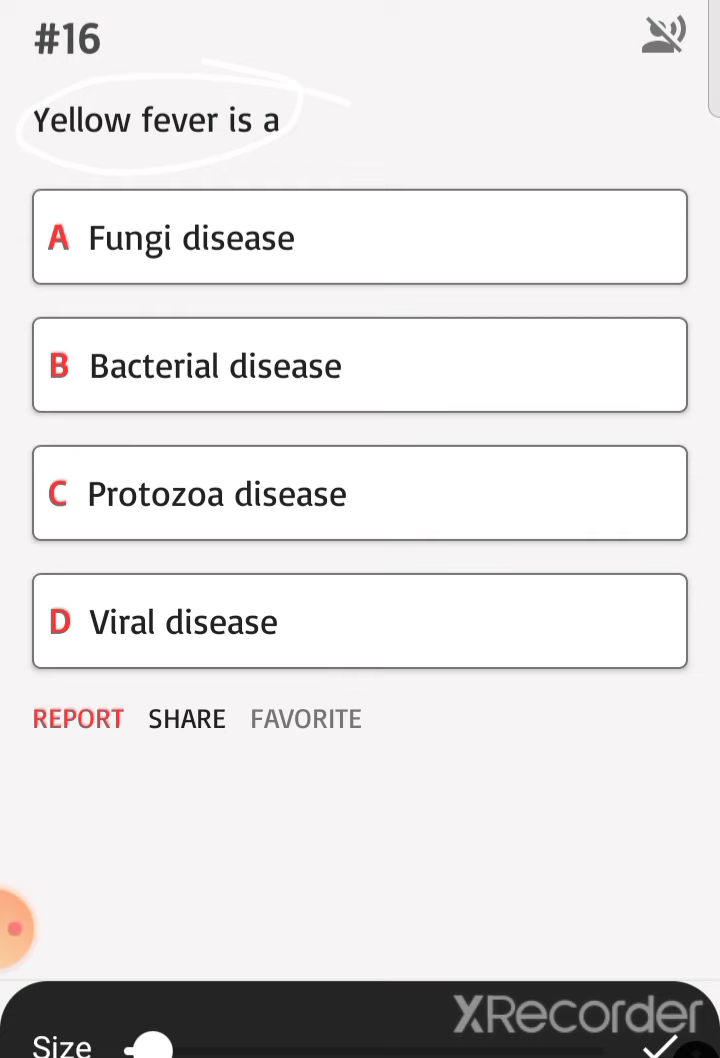 #16
Yellow fever is a
A Fungi disease
B Bacterial disease
C Protozoa disease
D Viral disease
REPORT SHARE FAVORITE
XRecorder
Size